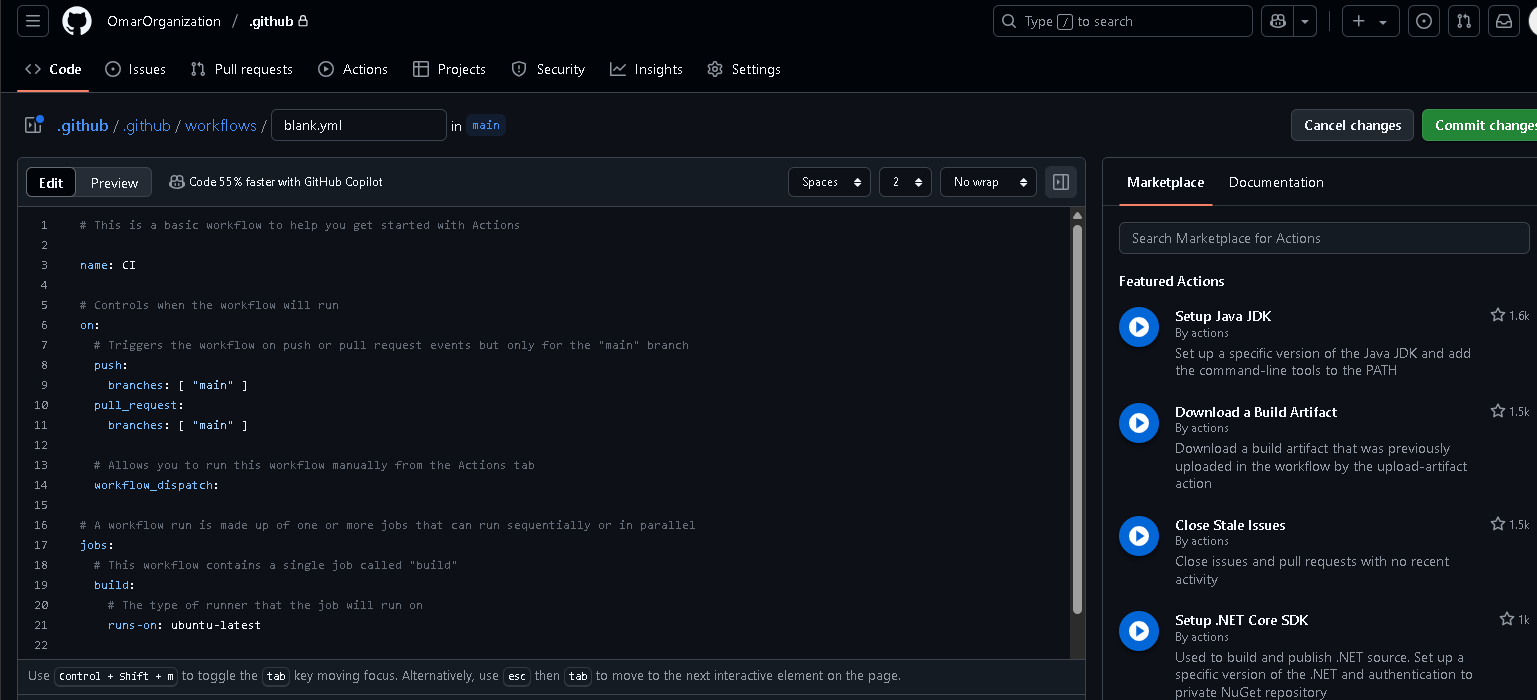 OmarOrganization / .github
Type / to search
Code Issues Pull requests Actions Projects Security Insights Settings
.github / .github / workflows / blank.yml in main
Cancel changes
Commit changes
Edit Preview Code 55% faster with GitHub Copilot
Spaces 2 No wrap
1 # This is a basic workflow to help you get started with Actions
2
3 name: CI
4
5 # Controls when the workflow will run
6 on:
7 # Triggers the workflow on push or pull request events but only for the "main" branch
8 push:
9 branches: [ "main" ]
10 pull_request:
11 branches: [ "main" ]
12
13 # Allows you to run this workflow manually from the Actions tab
14 workflow_dispatch:
15
16 # A workflow run is made up of one or more jobs that can run sequentially or in parallel
17 jobs:
18 # This workflow contains a single job called "build"
19 build:
20 # The type of runner that the job will run on
21 runs-on: ubuntu-latest
22
Use Control + Shift + m to toggle the tab key moving focus. Alternatively, use esc then tab to move to the next interactive element on the page.
Marketplace Documentation
Search Marketplace for Actions
Featured Actions
Setup Java JDK 1.6k
By actions
Set up a specific version of the Java JDK and add
the command-line tools to the PATH
Download a Build Artifact 1.5k
By actions
Download a build artifact that was previously
uploaded in the workflow by the upload-artifact
action
Close Stale Issues 1.5k
By actions
Close issues and pull requests with no recent
activity
Setup .NET Core SDK 1k
By actions
Used to build and publish .NET source. Set up a
specific version of the .NET and authentication to
private NuGet repository